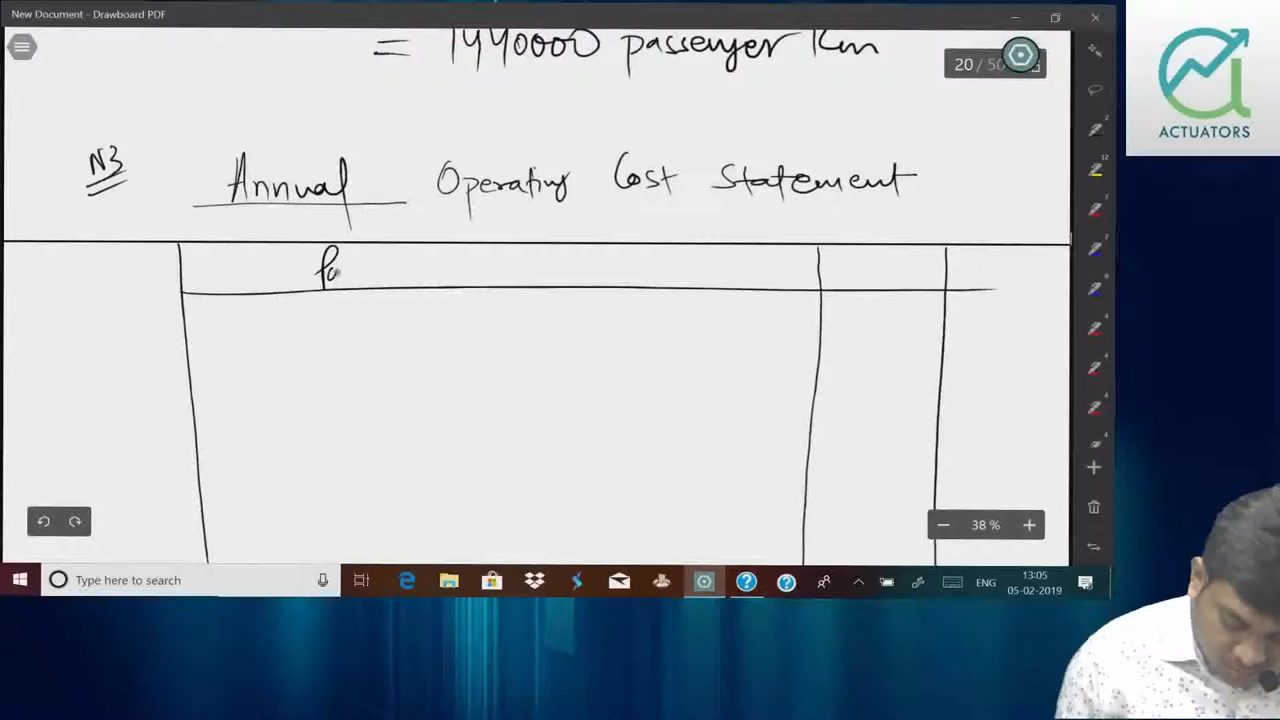 New Document - Drawboard PDF
= 1440000 passenger Km
20 / 50
ACTUATORS
N3 Annual Operating Cost Statement
38 %
Type here to search
ENG
13:05
05-02-2019